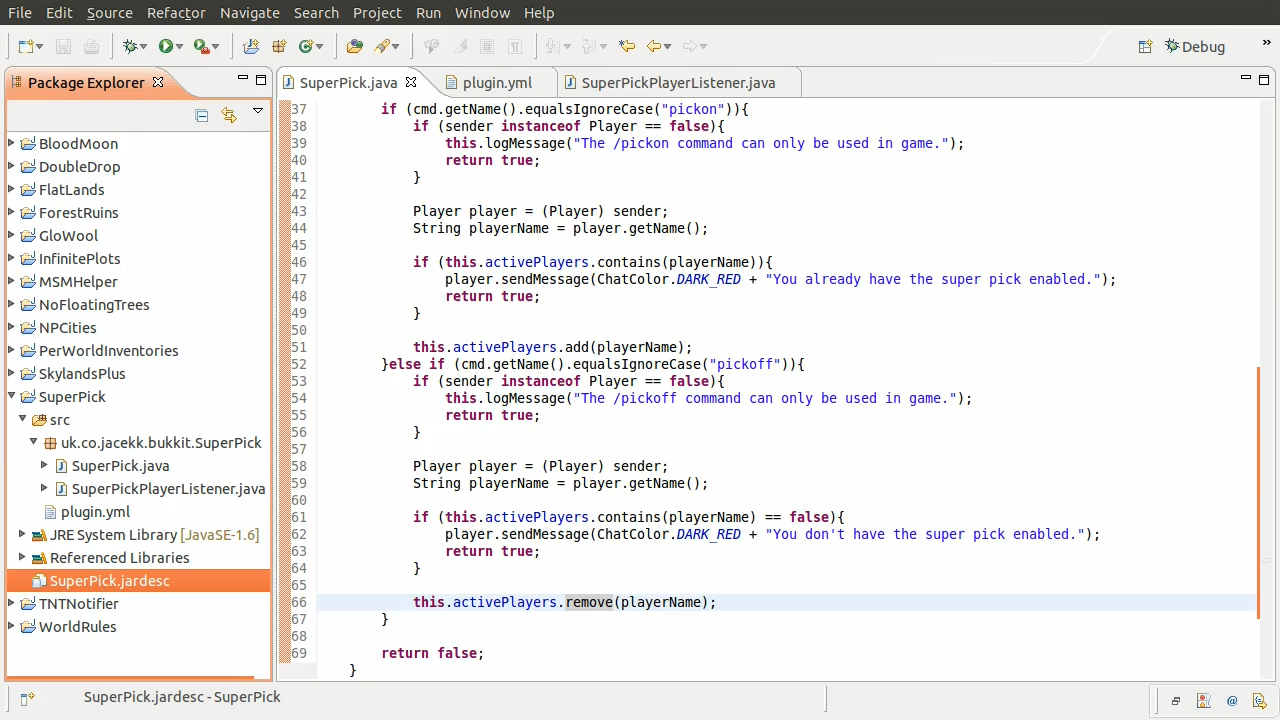 File Edit Source Refactor Navigate Search Project Run Window Help
Debug
Package Explorer
SuperPick.java
plugin.yml
SuperPickPlayerListener.java
BloodMoon
DoubleDrop
FlatLands
ForestRuins
GloWool
InfinitePlots
MSMHelper
NoFloatingTrees
NPCities
PerWorldInventories
SkylandsPlus
SuperPick
src
uk.co.jacekk.bukkit.SuperPick
SuperPick.java
SuperPickPlayerListener.java
plugin.yml
JRE System Library [JavaSE-1.6]
Referenced Libraries
SuperPick.jardesc
TNTNotifier
WorldRules
37 if (cmd.getName().equalsIgnoreCase("pickon")){
38 if (sender instanceof Player == false){
39 this.logMessage("The /pickon command can only be used in game.");
40 return true;
41 }
42
43 Player player = (Player) sender;
44 String playerName = player.getName();
45
46 if (this.activePlayers.contains(playerName)){
47 player.sendMessage(ChatColor.DARK_RED + "You already have the super pick enabled.");
48 return true;
49 }
50
51 this.activePlayers.add(playerName);
52 }else if (cmd.getName().equalsIgnoreCase("pickoff")){
53 if (sender instanceof Player == false){
54 this.logMessage("The /pickoff command can only be used in game.");
55 return true;
56 }
57
58 Player player = (Player) sender;
59 String playerName = player.getName();
60
61 if (this.activePlayers.contains(playerName) == false){
62 player.sendMessage(ChatColor.DARK_RED + "You don't have the super pick enabled.");
63 return true;
64 }
65
66 this.activePlayers.remove(playerName);
67 }
68
69 return false;
}
SuperPick.jardesc - SuperPick